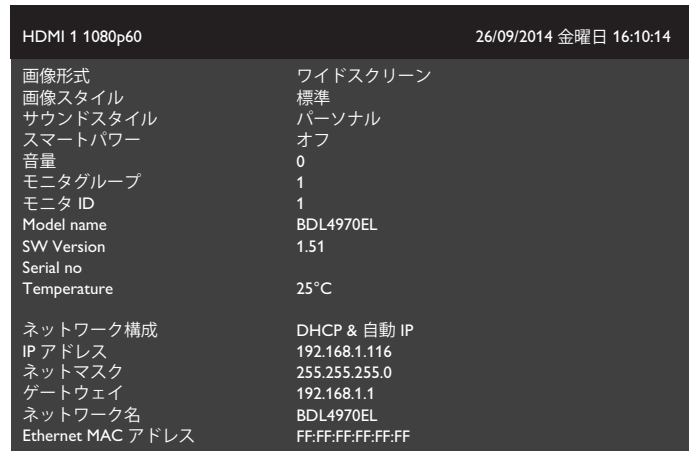 HDMI 1 1080p60 26/09/2014 金曜日 16:10:14
画像形式 ワイドスクリーン
画像スタイル 標準
サウンドスタイル パーソナル
スマートパワー オフ
音量 0
モニタグループ 1
モニタ ID 1
Model name BDL4970EL
SW Version 1.51
Serial no
Temperature 25°C
ネットワーク構成 DHCP & 自動 IP
IP アドレス 192.168.1.116
ネットマスク 255.255.255.0
ゲートウェイ 192.168.1.1
ネットワーク名 BDL4970EL
Ethernet MAC アドレス FF:FF:FF:FF:FF:FF